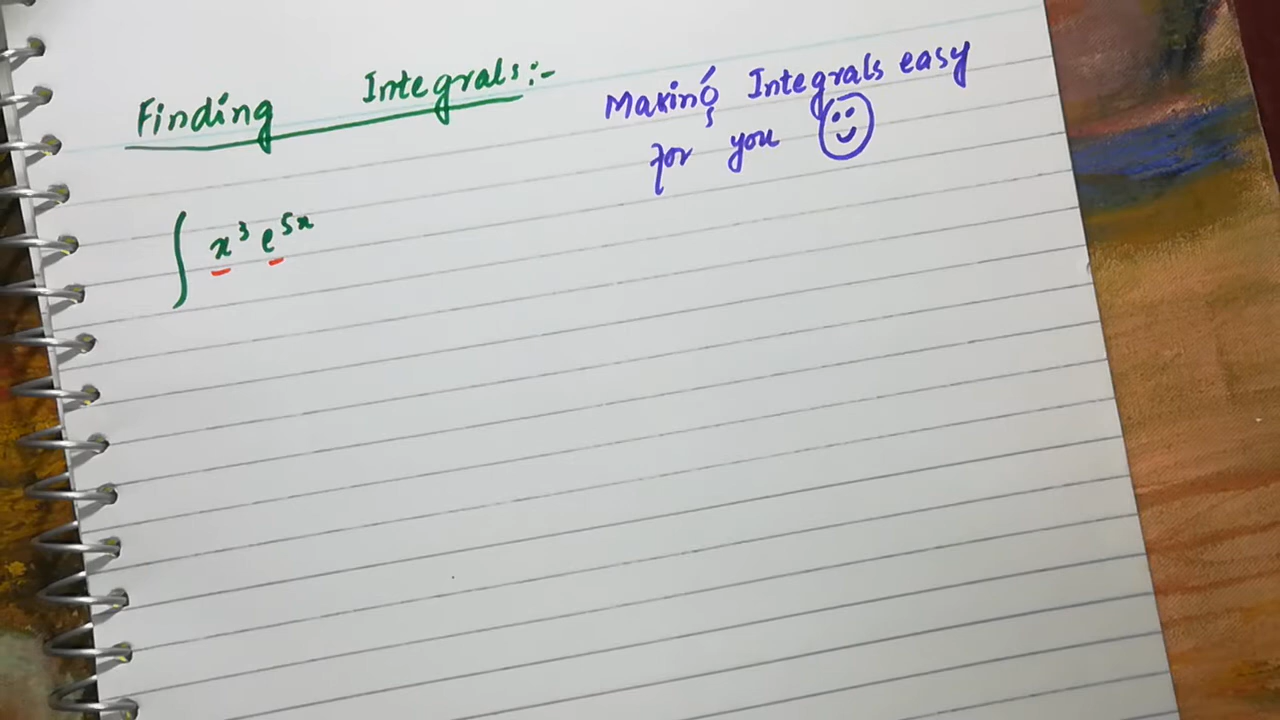 Finding Integrals:-
Making Integrals easy
for you
∫ x³ e⁵ˣ